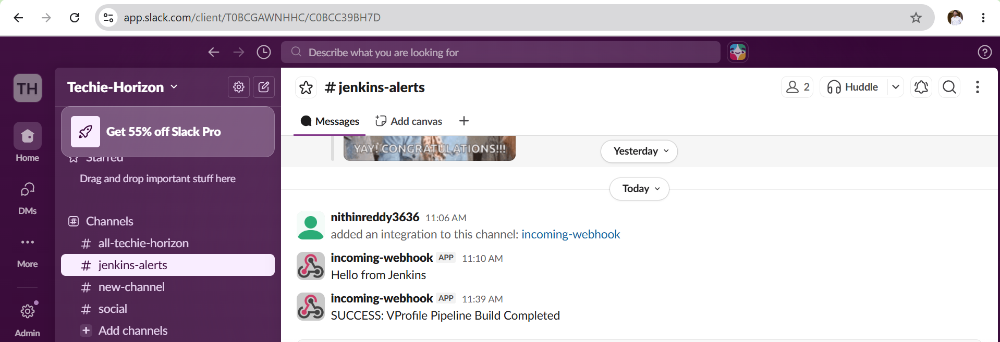 app.slack.com/client/T0BCGAWNHHC/C0BCC39BH7D
Describe what you are looking for
TH
Home
DMs
More
Admin
Techie-Horizon
Get 55% off Slack Pro
Starred
Drag and drop important stuff here
Channels
# all-techie-horizon
# jenkins-alerts
# new-channel
# social
+ Add channels
# jenkins-alerts
2
Huddle
Messages
Add canvas
YAY! CONGRATULATIONS!!!
Yesterday
Today
nithinreddy3636 11:06 AM
added an integration to this channel: incoming-webhook
incoming-webhook APP 11:10 AM
Hello from Jenkins
incoming-webhook APP 11:39 AM
SUCCESS: VProfile Pipeline Build Completed